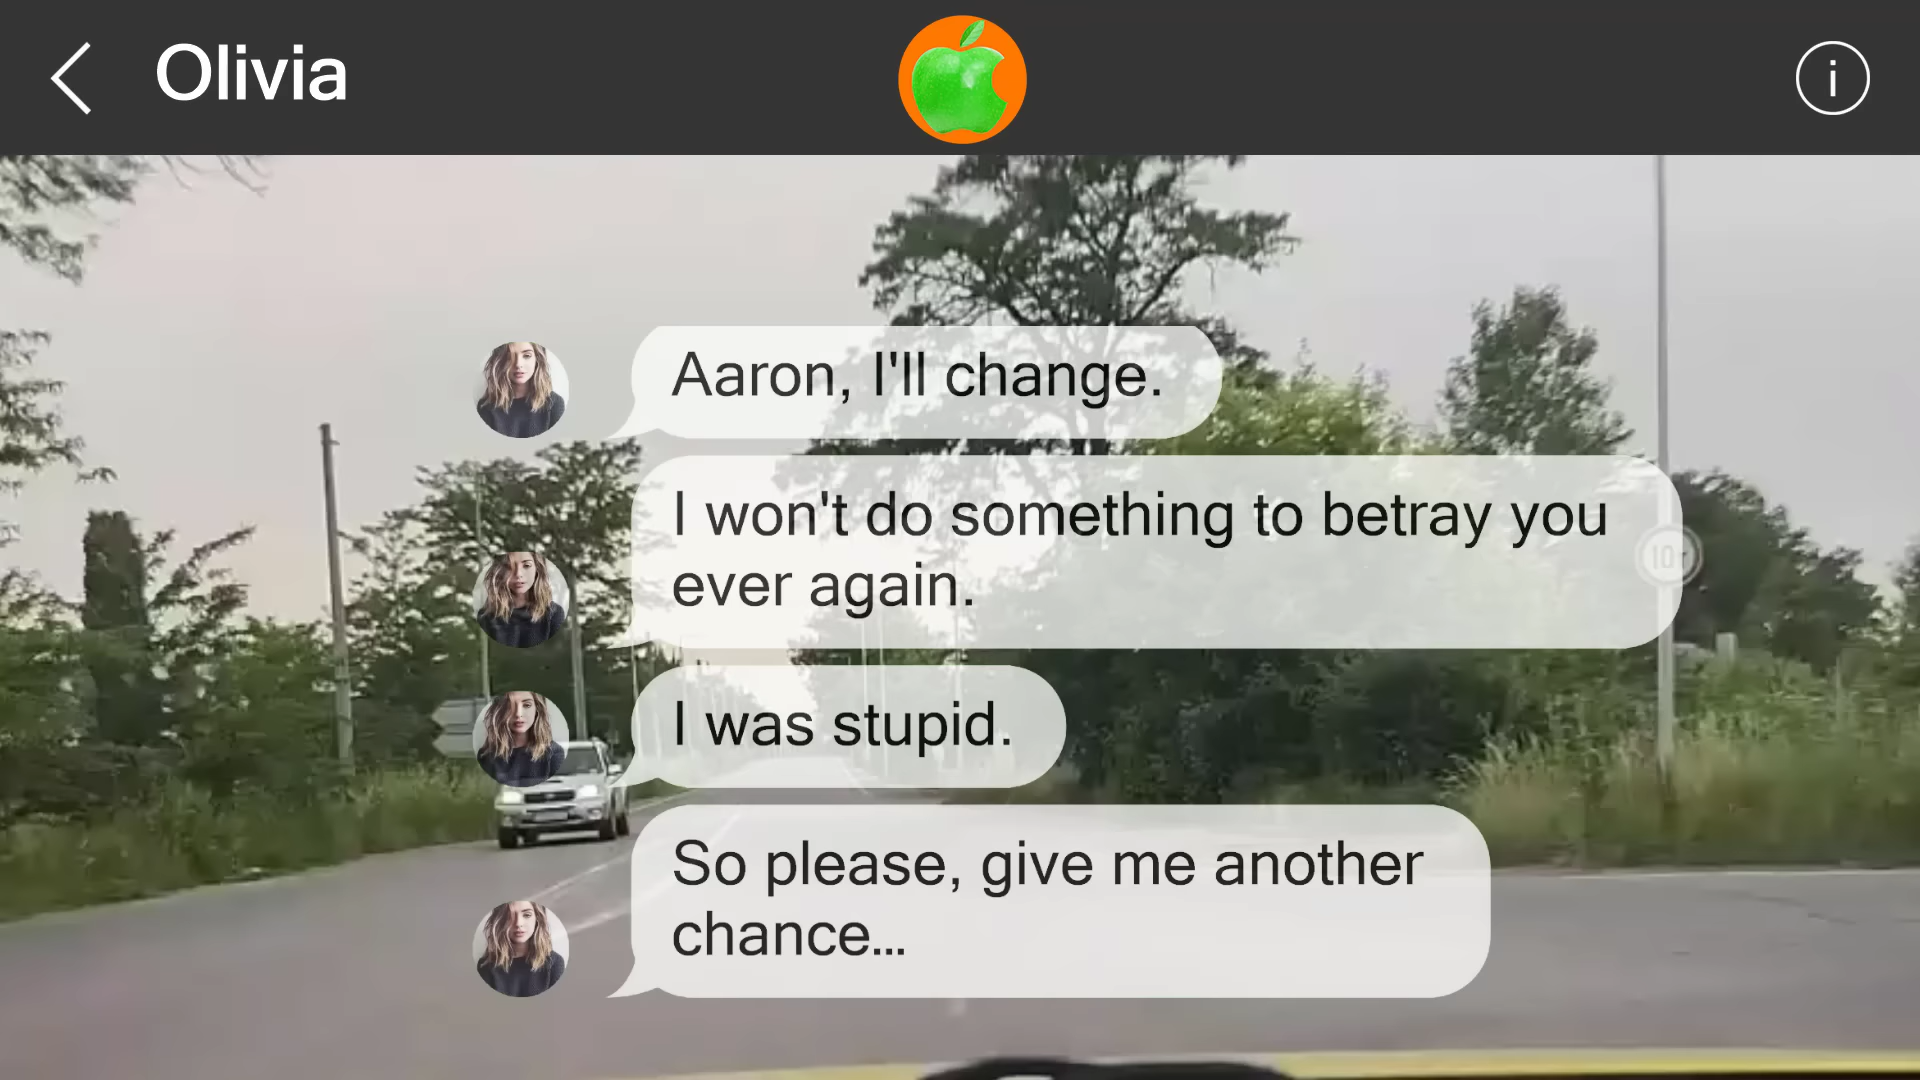 Olivia
Aaron, I'll change.
I won't do something to betray you
ever again.
I was stupid.
So please, give me another
chance...